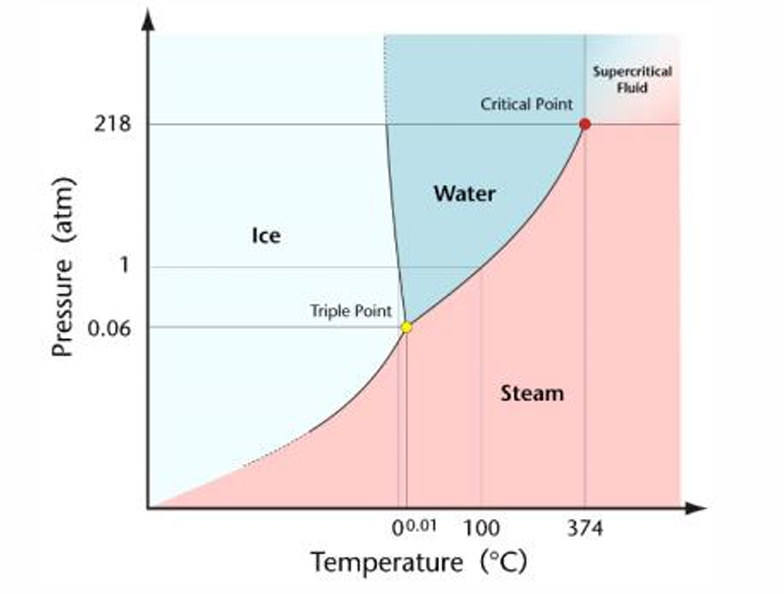 Supercritical
Fluid
Critical Point
218
Water
Ice
1
Triple Point
0.06
Steam
Pressure (atm)
0 0.01 100 374
Temperature (°C)